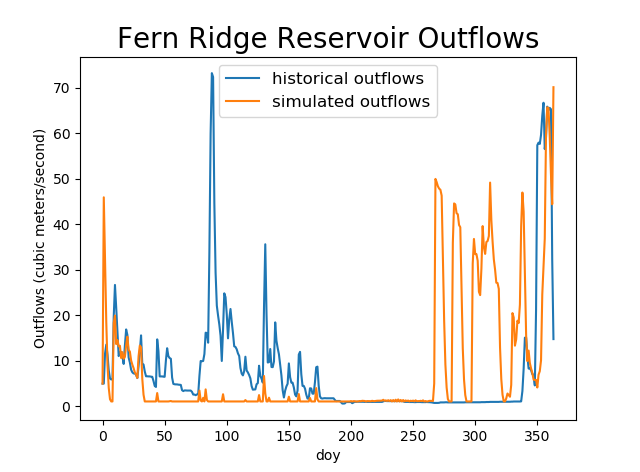 Fern Ridge Reservoir Outflows
historical outflows
simulated outflows
Outflows (cubic meters/second)
70
60
50
40
30
20
10
0
0 50 100 150 200 250 300 350
doy